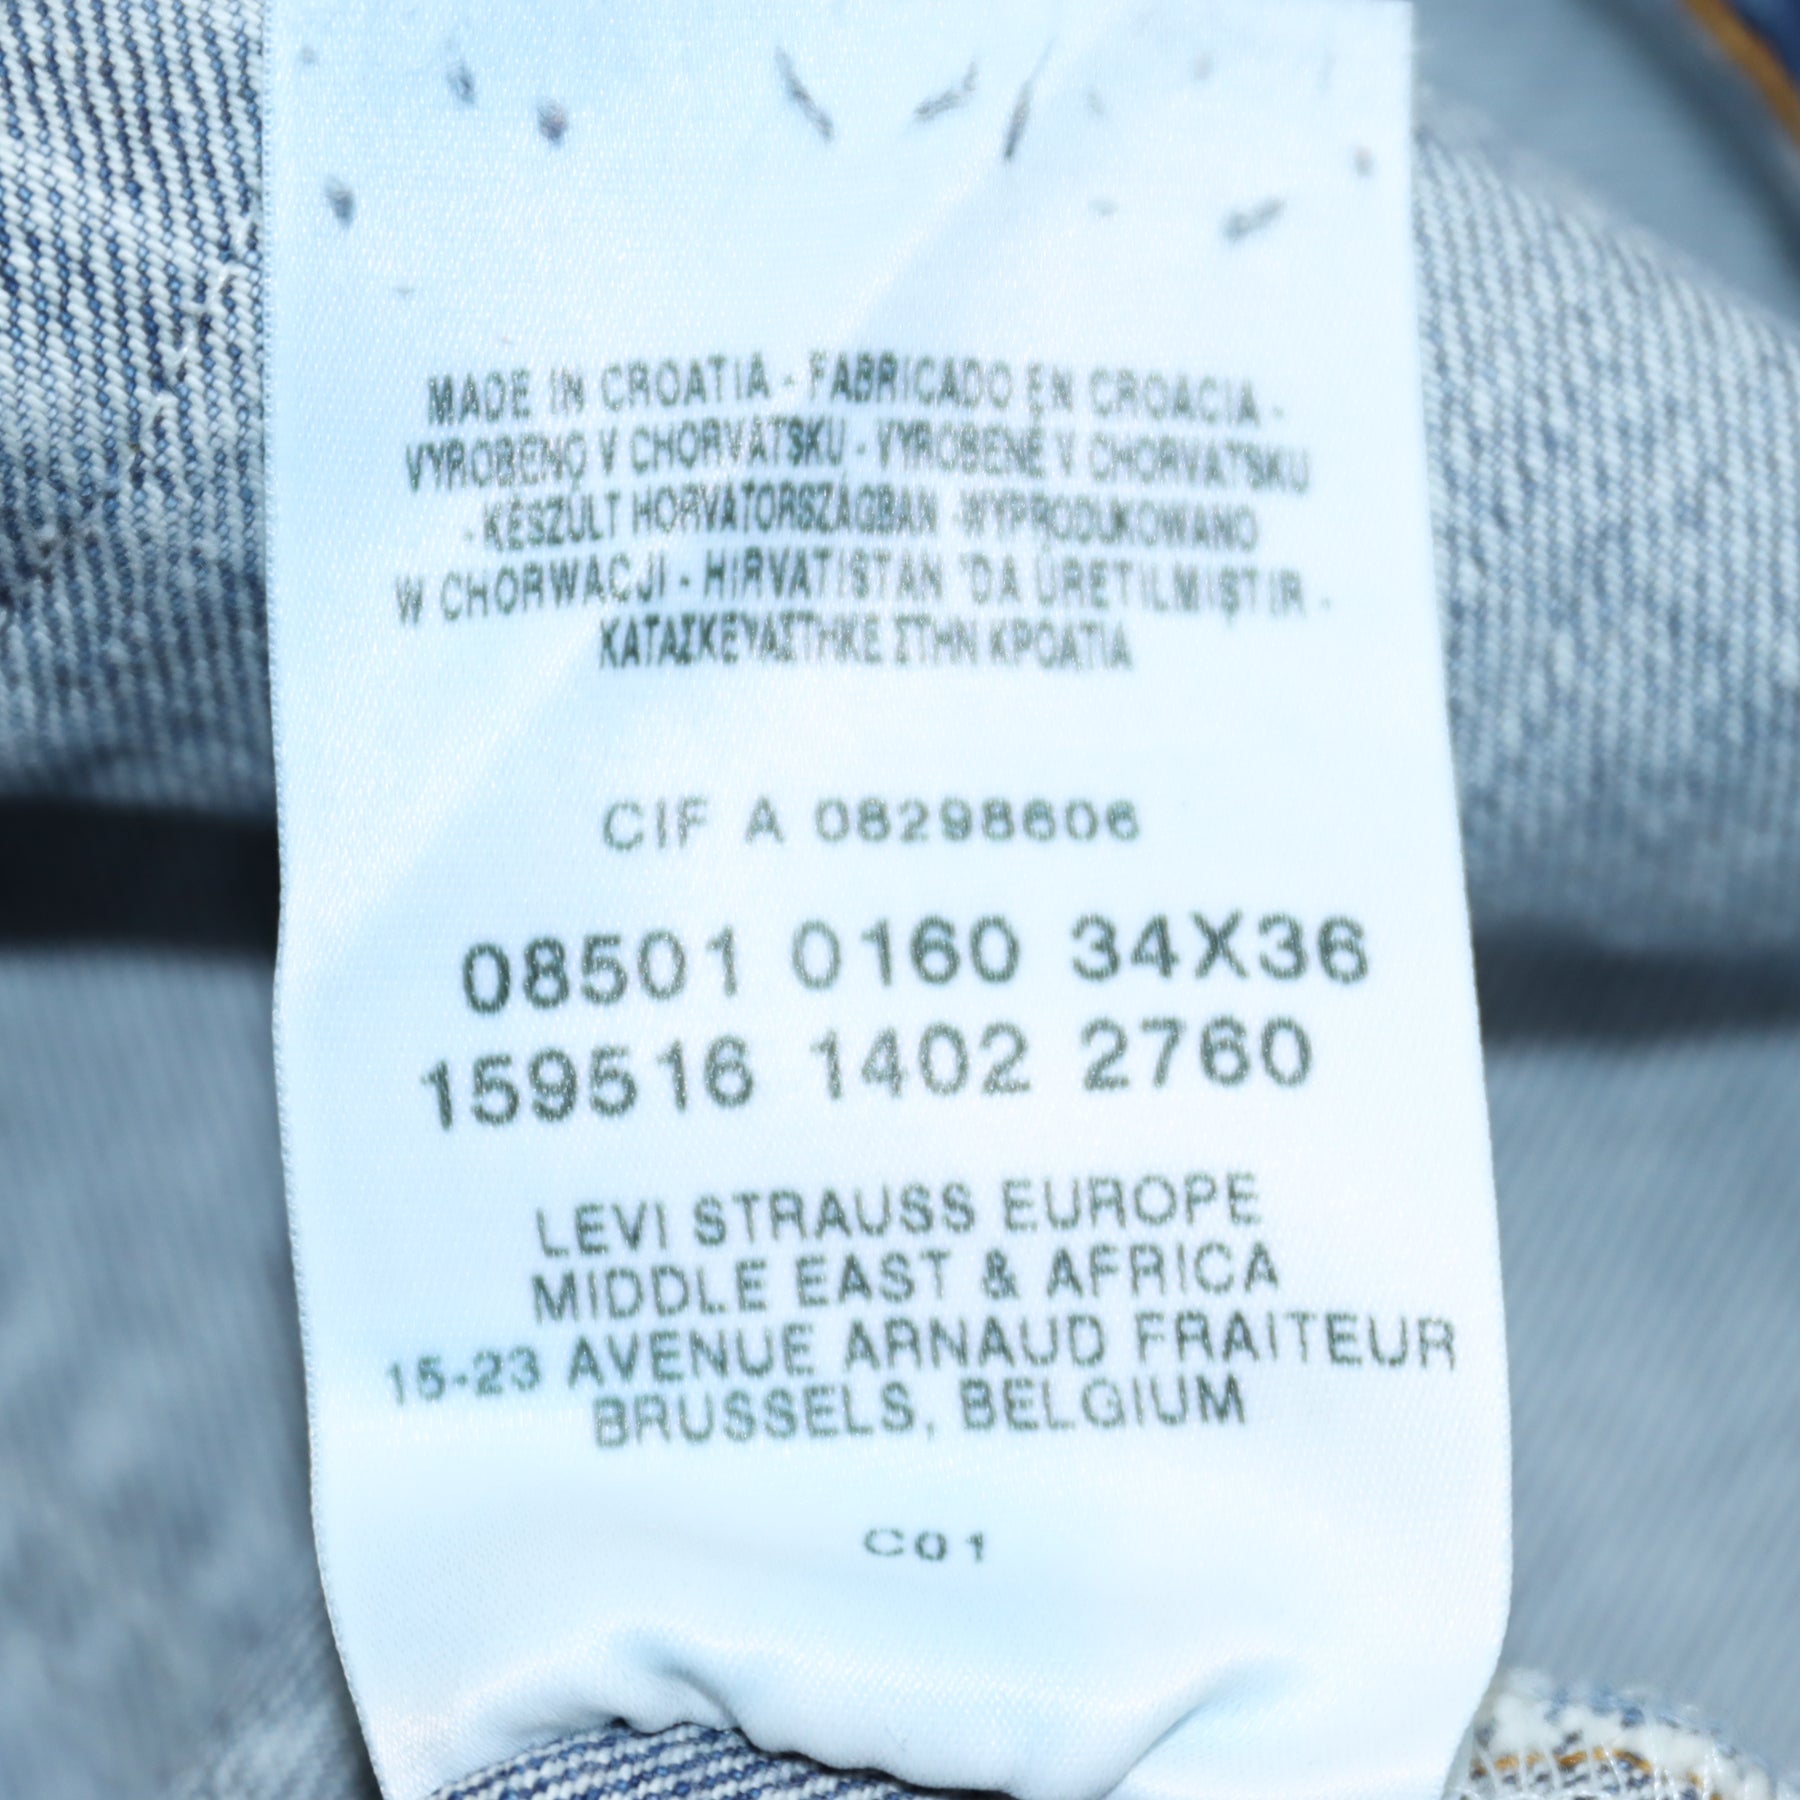 MADE IN CROATIA - FABRICADO EN CROACIA -
VYROBENO V CHORVATSKU - VYROBENÉ V CHORVATSKU
- KÉSZÜLT HORVÁTORSZÁGBAN - WYPRODUKOWANO
W CHORWACJI - HIRVATISTAN 'DA ÜRETILMIŞTIR -
ΚΑΤΑΣΚΕΥΑΣΤΗΚΕ ΣΤΗΝ ΚΡΟΑΤΙΑ
CIF A 08298606
08501 0160 34X36
159516 1402 2760
LEVI STRAUSS EUROPE
MIDDLE EAST & AFRICA
15-23 AVENUE ARNAUD FRAITEUR
BRUSSELS, BELGIUM
C01